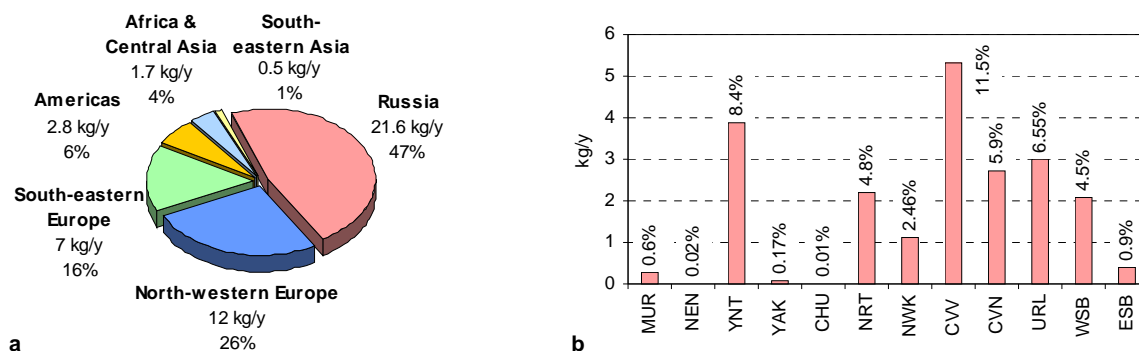 Africa &
Central Asia
1.7 kg/y
4%
South-
eastern Asia
0.5 kg/y
1%
Americas
2.8 kg/y
6%
Russia
21.6 kg/y
47%
South-eastern
Europe
7 kg/y
16%
North-western Europe
12 kg/y
26%
a
6
5
4
3
2
1
0
kg/y
0.6%
0.02%
8.4%
0.17%
0.01%
4.8%
2.46%
11.5%
5.9%
6.55%
4.5%
0.9%
MUR
NEN
YNT
YAK
CHU
NRT
NWK
CVV
CVN
URL
WSB
ESB
b